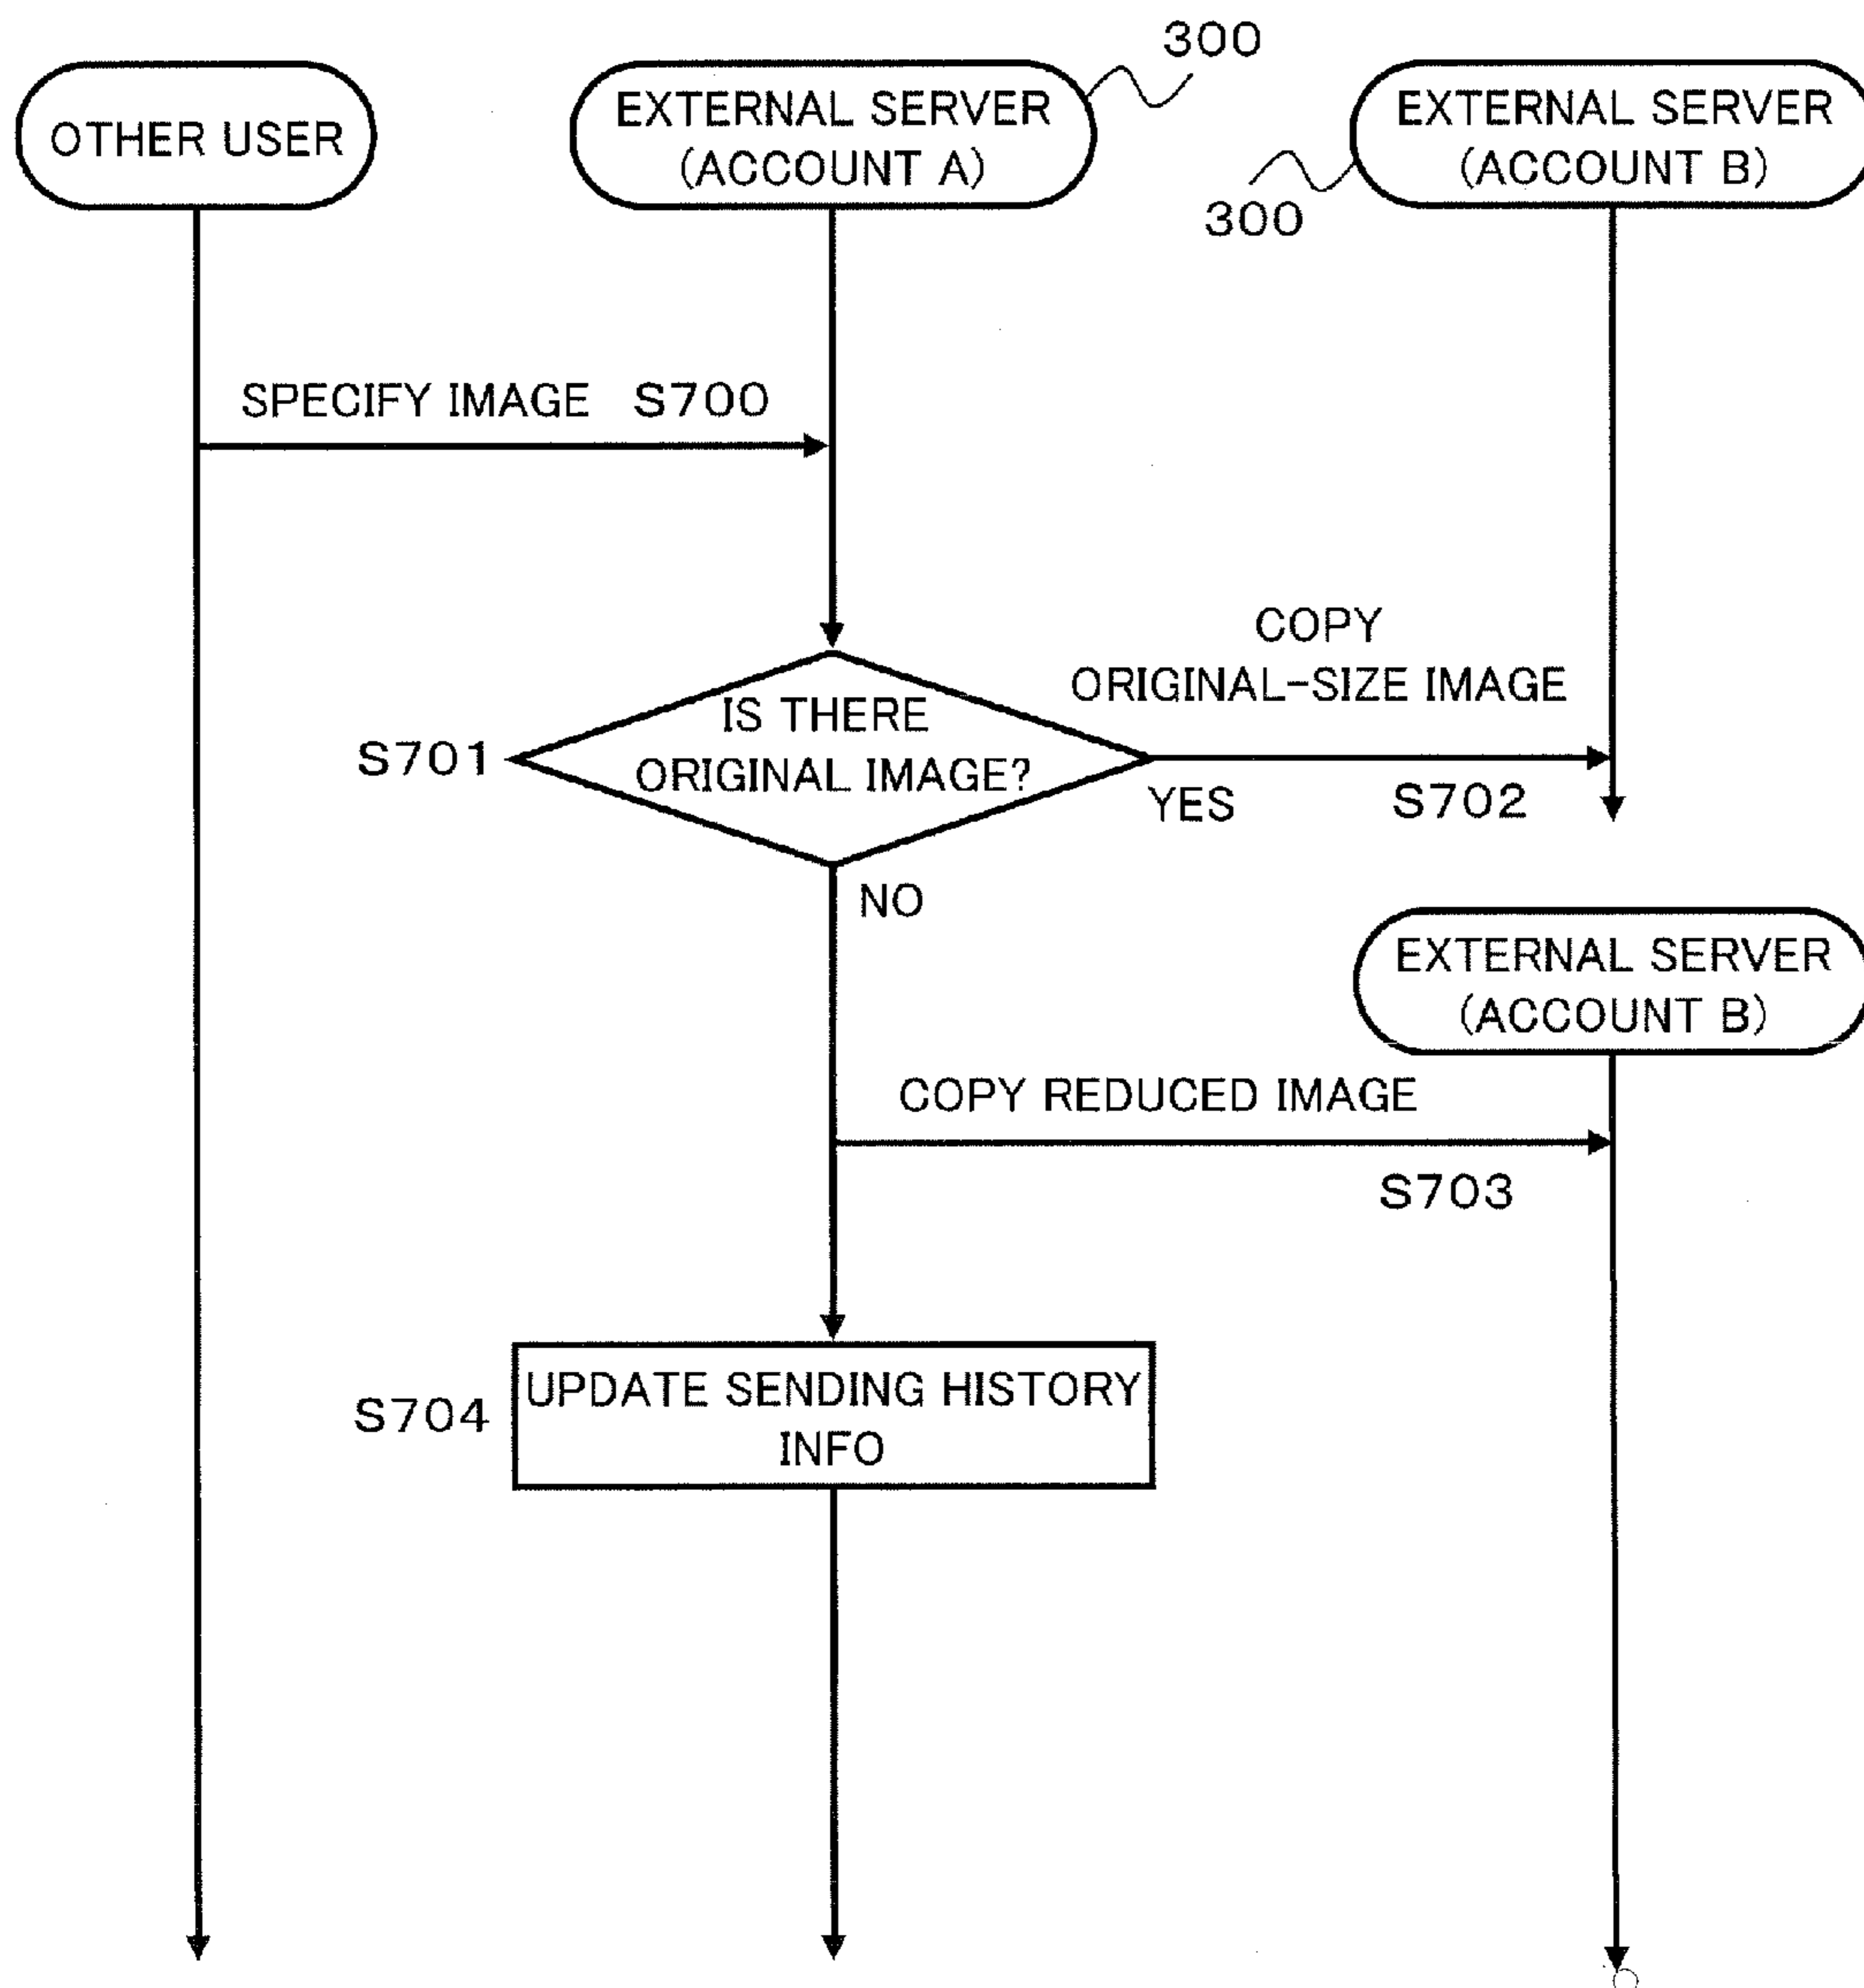 300
OTHER USER
EXTERNAL SERVER
(ACCOUNT A)
EXTERNAL SERVER
(ACCOUNT B)
300
SPECIFY IMAGE S700
COPY
ORIGINAL-SIZE IMAGE
S701
IS THERE
ORIGINAL IMAGE?
YES
S702
NO
EXTERNAL SERVER
(ACCOUNT B)
COPY REDUCED IMAGE
S703
S704
UPDATE SENDING HISTORY
INFO